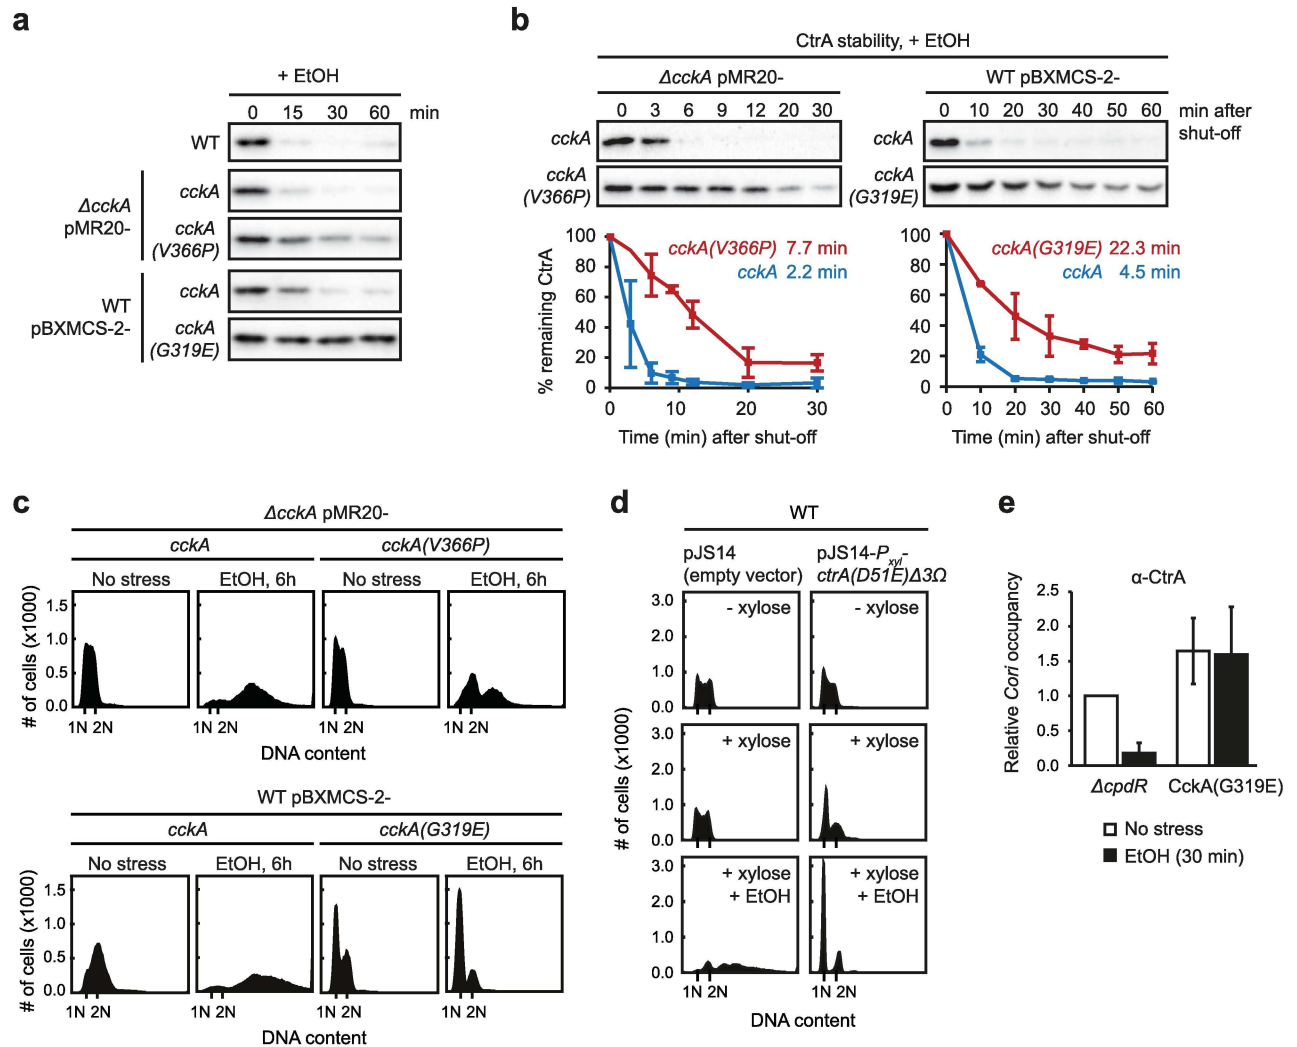 a
+ EtOH
0 15 30 60 min
WT
ΔcckA
pMR20-
cckA
cckA
(V366P)
WT
pBXMCS-2-
cckA
cckA
(G319E)
b
CtrA stability, + EtOH
ΔcckA pMR20-
0 3 6 9 12 20 30
cckA
cckA
(V366P)
WT pBXMCS-2-
0 10 20 30 40 50 60
min after
shut-off
cckA
cckA
(G319E)
% remaining CtrA
100
80
60
40
20
0
cckA(V366P) 7.7 min
cckA 2.2 min
0 10 20 30
Time (min) after shut-off
100
80
60
40
20
0
cckA(G319E) 22.3 min
cckA 4.5 min
0 10 20 30 40 50 60
Time (min) after shut-off
c
ΔcckA pMR20-
cckA cckA(V366P)
No stress EtOH, 6h No stress EtOH, 6h
# of cells (x1000)
1.5
1.0
0.5
0.0
1N 2N 1N 2N 1N 2N 1N 2N
DNA content
WT pBXMCS-2-
cckA cckA(G319E)
No stress EtOH, 6h No stress EtOH, 6h
# of cells (x1000)
1.5
1.0
0.5
0.0
1N 2N 1N 2N 1N 2N 1N 2N
DNA content
d
WT
pJS14
(empty vector)
pJS14-Pxyl-
ctrA(D51E)Δ3Ω
# of cells (x1000)
3.0
2.0
1.0
0.0
- xylose - xylose
3.0
2.0
1.0
0.0
+ xylose + xylose
3.0
2.0
1.0
0.0
+ xylose
+ EtOH
+ xylose
+ EtOH
1N 2N 1N 2N
DNA content
e
α-CtrA
Relative Cori occupancy
2.5
2.0
1.5
1.0
0.5
0.0
ΔcpdR CckA(G319E)
No stress
EtOH (30 min)